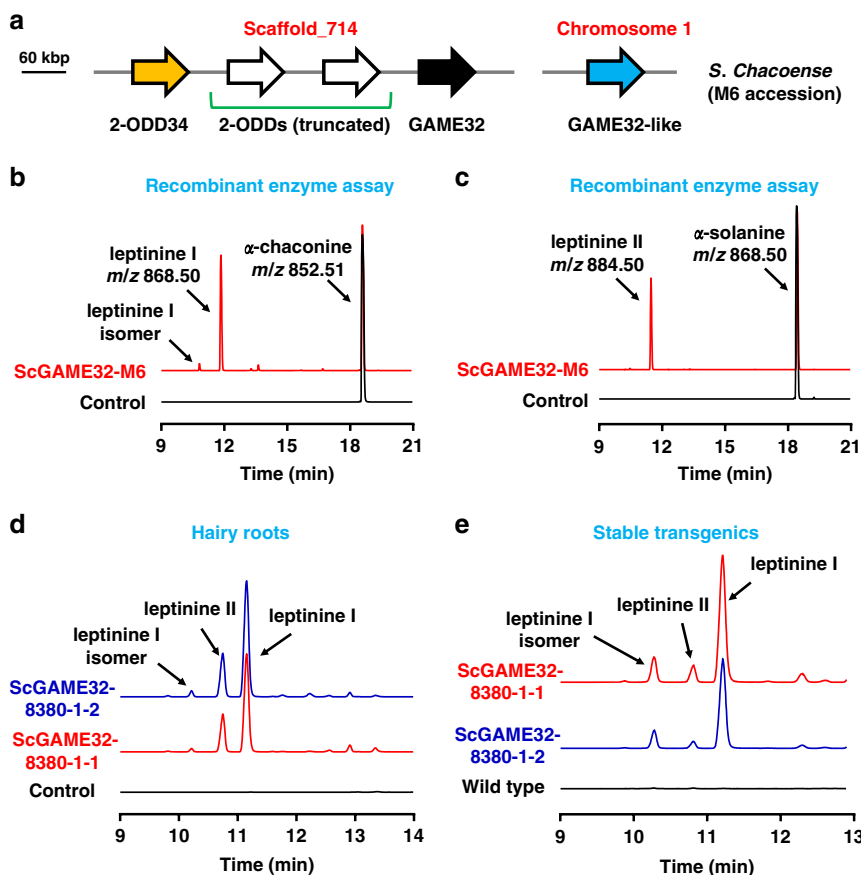 a
Scaffold_714
Chromosome 1
60 kbp
S. Chacoense
(M6 accession)
2-ODD34
2-ODDs (truncated)
GAME32
GAME32-like
b
Recombinant enzyme assay
leptinine I
m/z 868.50
α-chaconine
m/z 852.51
leptinine I
isomer
ScGAME32-M6
Control
9 12 15 18 21
Time (min)
c
Recombinant enzyme assay
leptinine II
m/z 884.50
α-solanine
m/z 868.50
ScGAME32-M6
Control
9 12 15 18 21
Time (min)
d
Hairy roots
leptinine I
isomer
leptinine II
leptinine I
ScGAME32-
8380-1-2
ScGAME32-
8380-1-1
Control
9 10 11 12 13 14
Time (min)
e
Stable transgenics
leptinine I
isomer
leptinine II
leptinine I
ScGAME32-
8380-1-1
ScGAME32-
8380-1-2
Wild type
9 10 11 12 13
Time (min)